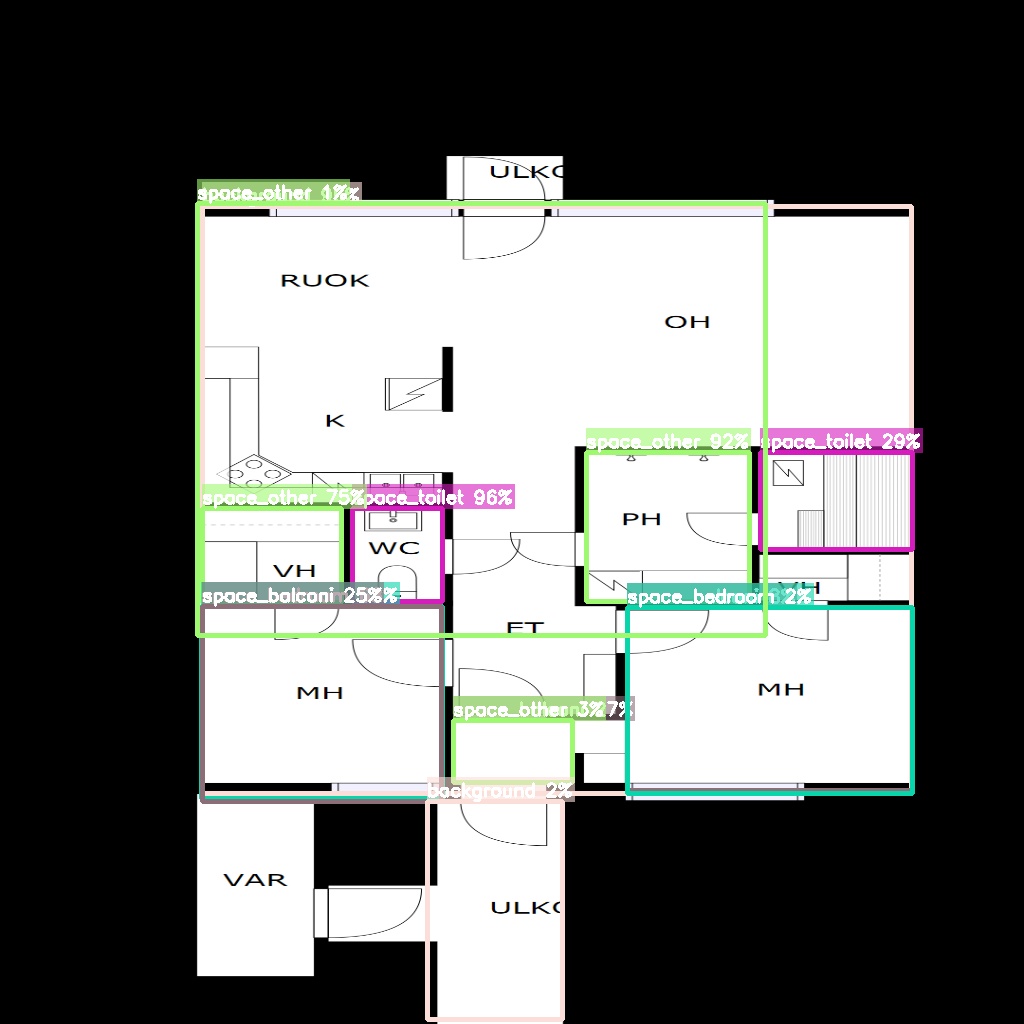 ULKO
space_other 1%
RUOK
OH
K
space_other 92%
space_toilet 29%
space_other 75%
space_toilet 96%
PH
WC
VH
VH
space_balconi 25%
space_bedroom 2%
ET
MH
MH
space_other 3%
7%
background 2%
VAR
ULKO